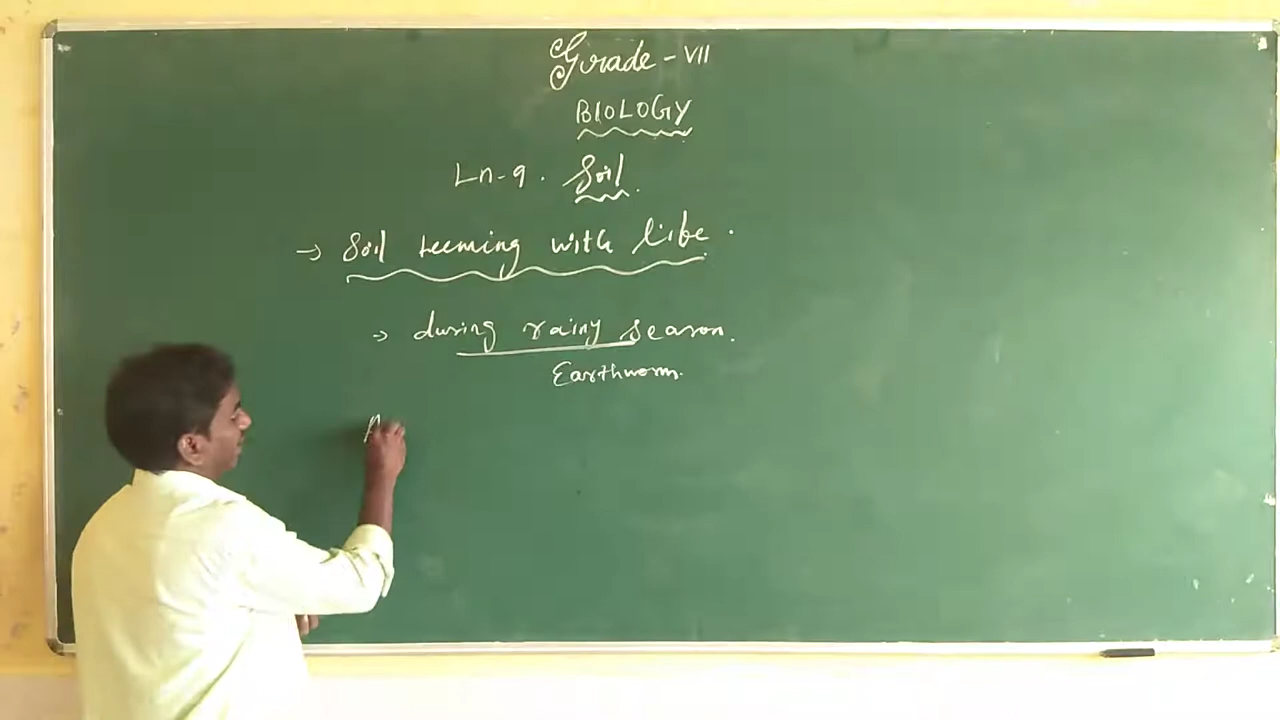 Grade - VII
BIOLOGY
Ln-9. Soil.
→ Soil teeming with life.
→ during rainy season.
Earthworm.